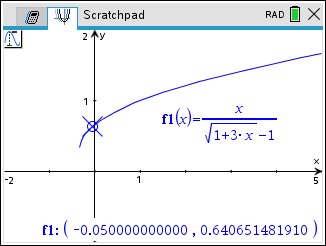 Scratchpad RAD
2 y
1
f1(x)= x
√1+3·x −1
x
-2 1 5
f1: ( -0.050000000000 , 0.640651481910 )